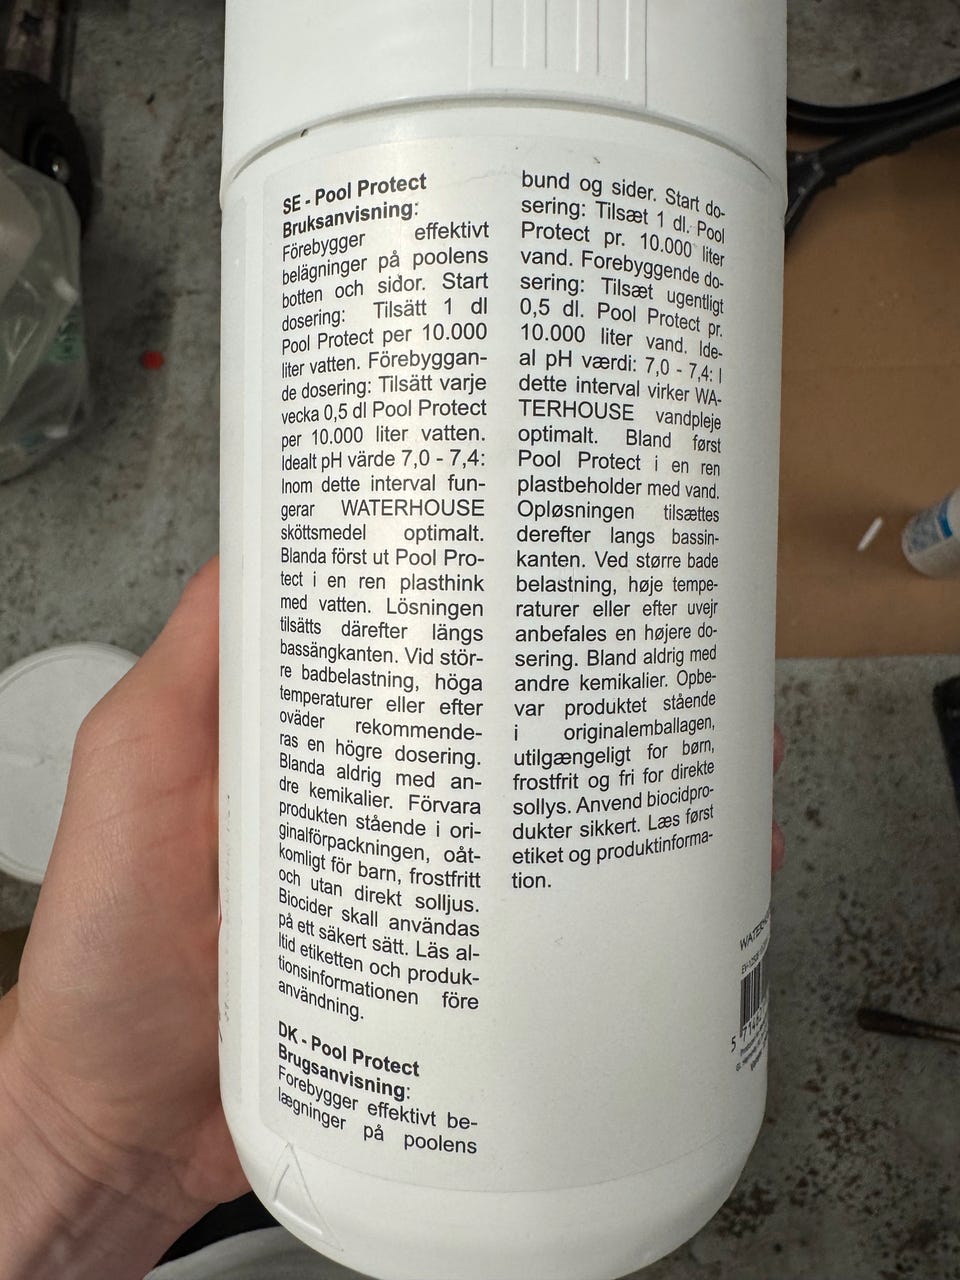 SE - Pool Protect
Bruksanvisning:
Förebygger effektivt
belägningar på poolens
botten och sidor. Start
dosering: Tilsätt 1 dl
Pool Protect per 10.000
liter vatten. Förebyggan-
de dosering: Tilsätt varje
vecka 0,5 dl Pool Protect
per 10.000 liter vatten.
Idealt pH värde 7,0 - 7,4:
Inom dette interval fun-
gerar WATERHOUSE
sköttsmedel optimalt.
Blanda först ut Pool Pro-
tect i en ren plasthink
med vatten. Lösningen
tilsätts därefter längs
bassängkanten. Vid stör-
re badbelastning, höga
temperaturer eller efter
oväder rekommende-
ras en högre dosering.
Blanda aldrig med an-
dre kemikalier. Förvara
produkten stående i ori-
ginalförpackningen, oåt-
komligt för barn, frostfritt
och utan direkt solljus.
Biocider skall användas
på ett säkert sätt. Läs al-
ltid etiketten och produk-
tionsinformationen före
användning.
DK - Pool Protect
Brugsanvisning:
Forebygger effektivt be-
lægninger på poolens
bund og sider. Start do-
sering: Tilsæt 1 dl. Pool
Protect pr. 10.000 liter
vand. Forebyggende do-
sering: Tilsæt ugentligt
0,5 dl. Pool Protect pr.
10.000 liter vand. Ide-
al pH værdi: 7,0 - 7,4: I
dette interval virker WA-
TERHOUSE vandpleje
optimalt. Bland først
Pool Protect i en ren
plastbeholder med vand.
Opløsningen tilsættes
derefter langs bassin-
kanten. Ved større bade
belastning, høje tempe-
raturer eller efter uvejr
anbefales en højere do-
sering. Bland aldrig med
andre kemikalier. Opbe-
var produktet stående
i originalemballagen,
utilgængeligt for børn,
frostfrit og fri for direkte
sollys. Anvend biocidpro-
dukter sikkert. Læs først
etiket og produktinforma-
tion.